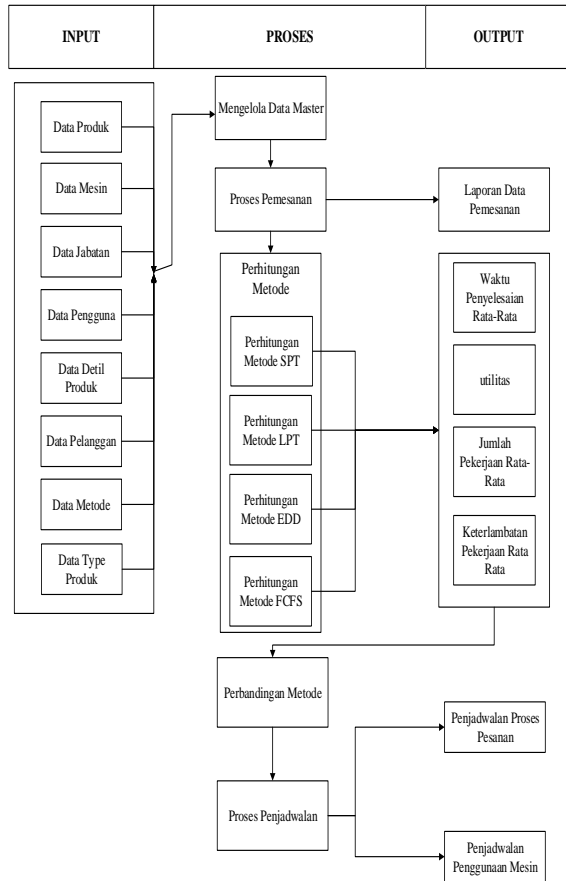 INPUT
PROSES
OUTPUT
Data Produk
Data Mesin
Data Jabatan
Data Pengguna
Data Detil
Produk
Data Pelanggan
Data Metode
Data Type
Produk
Mengelola Data Master
Proses Pemesanan
Perhitungan
Metode
Perhitungan
Metode SPT
Perhitungan
Metode LPT
Perhitungan
Metode EDD
Perhitungan
Metode FCFS
Perbandingan Metode
Proses Penjadwalan
Laporan Data
Pemesanan
Waktu
Penyelesaian
Rata-Rata
utilitas
Jumlah
Pekerjaan Rata-
Rata
Keterlambatan
Pekerjaan Rata
Rata
Penjadwalan Proses
Pesanan
Penjadwalan
Penggunaan Mesin